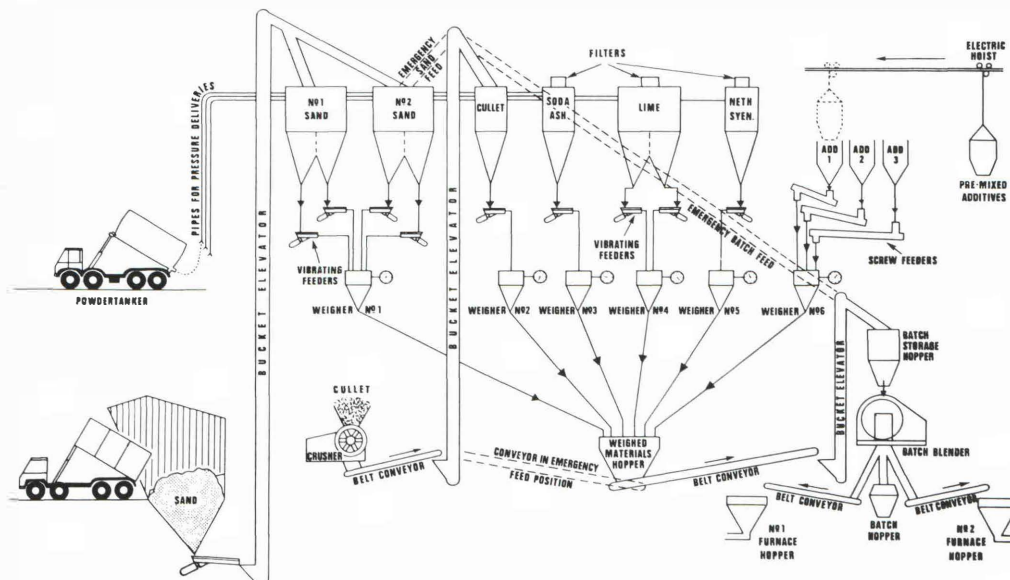 FILTERS
ELECTRIC
HOIST
EMERGENCY
SAND
FEED
PIPES FOR PRESSURE DELIVERIES
Nº1
SAND
Nº2
SAND
CULLET
SODA
ASH.
LIME
NETH
SYEN.
ADD
1
ADD
2
ADD
3
PRE-MIXED
ADDITIVES
POWDERTANKER
BUCKET ELEVATOR
VIBRATING
FEEDERS
BUCKET ELEVATOR
VIBRATING
FEEDERS
EMERGENCY BATCH FEED
SCREW FEEDERS
WEIGHER Nº1
WEIGHER Nº2
WEIGHER Nº3
WEIGHER Nº4
WEIGHER Nº5
WEIGHER Nº6
BATCH
STORAGE
HOPPER
BUCKET ELEVATOR
CULLET
CRUSHER
BELT CONVEYOR
CONVEYOR IN EMERGENCY
FEED POSITION
WEIGHED
MATERIALS
HOPPER
BELT CONVEYOR
BATCH BLENDER
SAND
BELT CONVEYOR
BATCH
HOPPER
BELT CONVEYOR
Nº1
FURNACE
HOPPER
Nº2
FURNACE
HOPPER